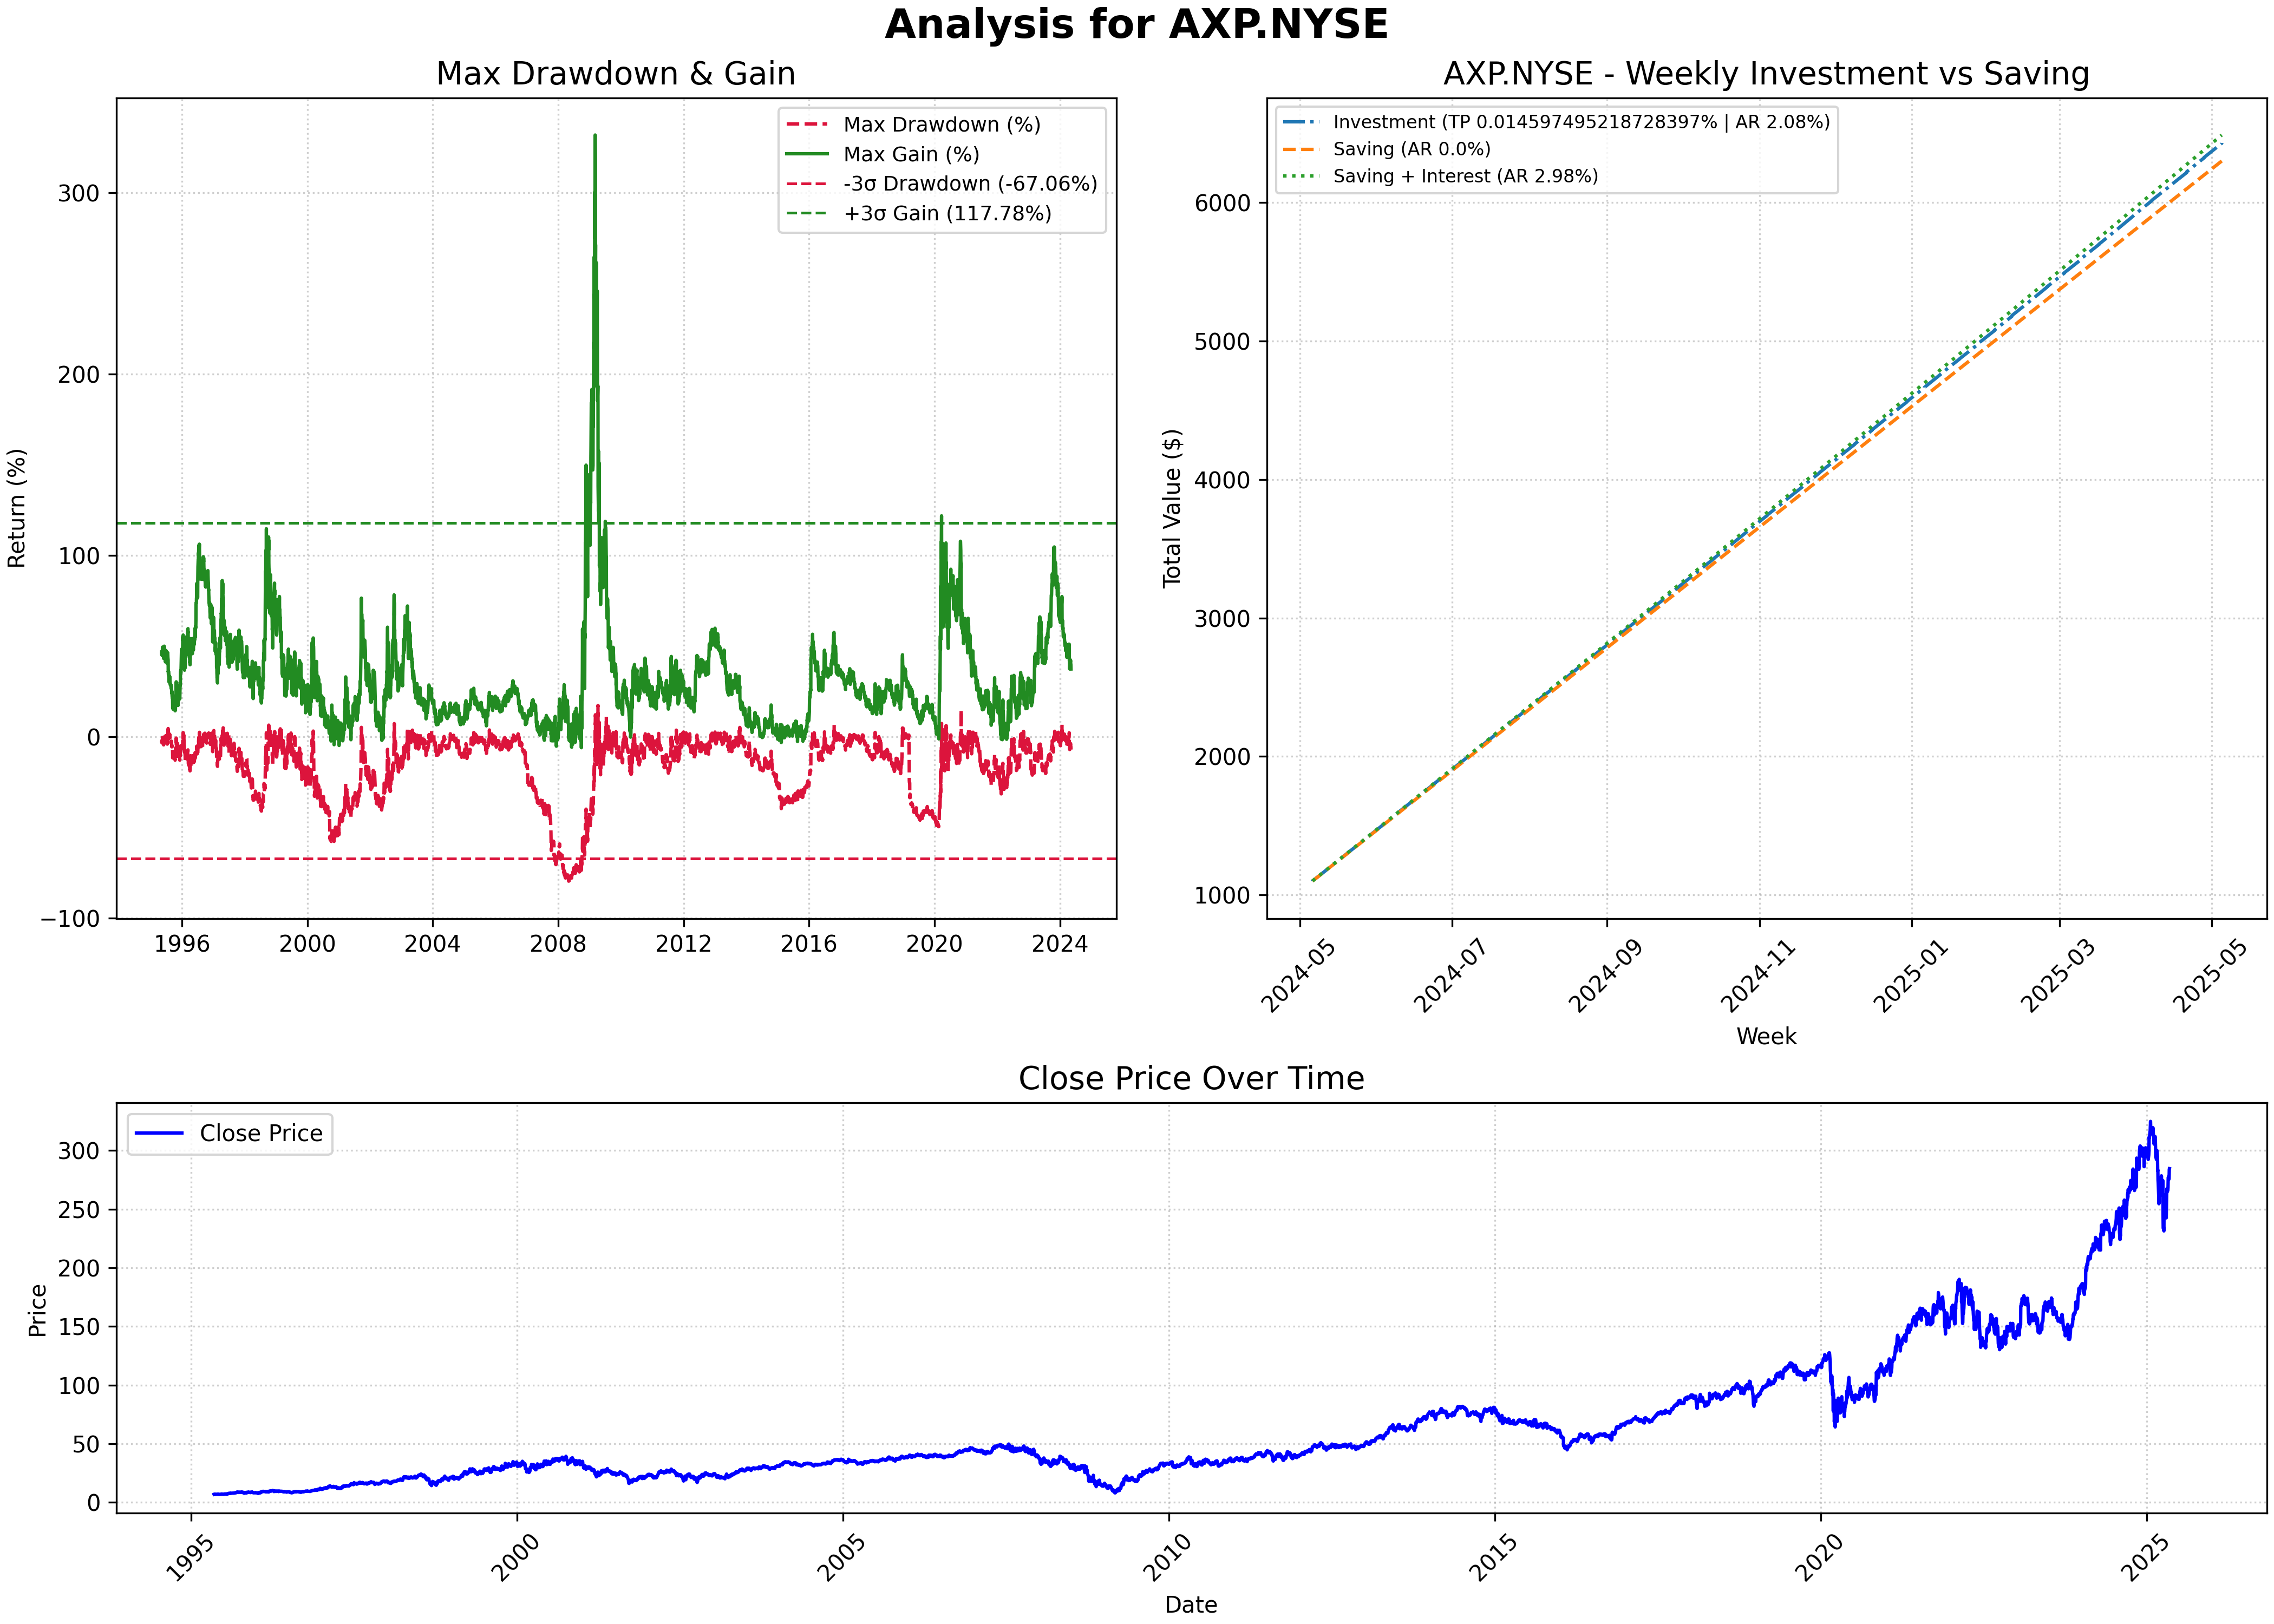 Analysis for AXP.NYSE
Max Drawdown & Gain
Max Drawdown (%)
Max Gain (%)
-3σ Drawdown (-67.06%)
+3σ Gain (117.78%)
Return (%)
300
200
100
0
−100
1996 2000 2004 2008 2012 2016 2020 2024
AXP.NYSE - Weekly Investment vs Saving
Investment (TP 0.014597495218728397% | AR 2.08%)
Saving (AR 0.0%)
Saving + Interest (AR 2.98%)
Total Value ($)
6000
5000
4000
3000
2000
1000
2024-05 2024-07 2024-09 2024-11 2025-01 2025-03 2025-05
Week
Close Price Over Time
Close Price
Price
300
250
200
150
100
50
0
1995 2000 2005 2010 2015 2020 2025
Date